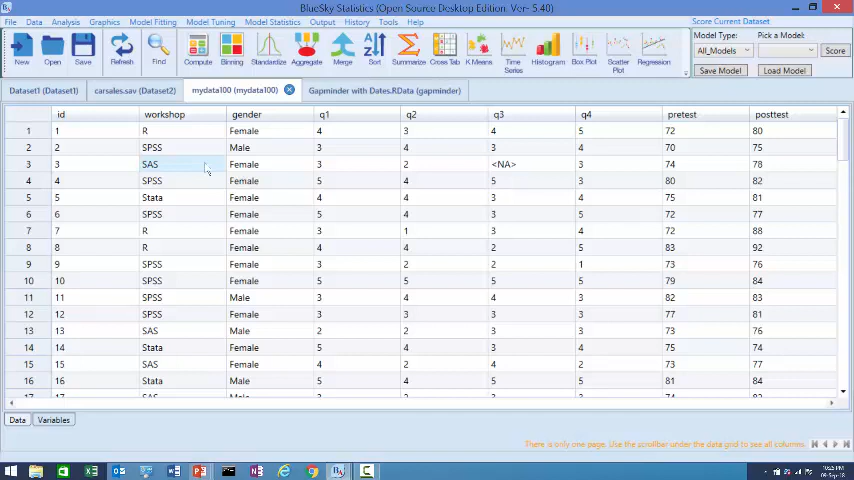 BlueSky Statistics (Open Source Desktop Edition. Ver- 5.40)
File Data Analysis Graphics Model Fitting Model Tuning Model Statistics Output History Tools Help
Score Current Dataset
Model Type: Pick a Model:
All_Models Score
Save Model Load Model
New Open Save Refresh Find Compute Binning Standardize Aggregate Merge Sort Summarize Cross Tab K Means Time Series Histogram Box Plot Scatter Plot Regression
Dataset1 (Dataset1) carsales.sav (Dataset2) mydata100 (mydata100) Gapminder with Dates.RData (gapminder)
id workshop gender q1 q2 q3 q4 pretest posttest
1 1 R Female 4 3 4 5 72 80
2 2 SPSS Male 3 4 3 4 70 75
3 3 SAS Female 3 2 <NA> 3 74 78
4 4 SPSS Female 5 4 5 3 80 82
5 5 Stata Female 4 4 3 4 75 81
6 6 SPSS Female 5 4 3 5 72 77
7 7 R Female 3 1 3 4 72 88
8 8 R Female 4 4 2 5 83 92
9 9 SPSS Female 3 2 2 1 73 76
10 10 SPSS Female 5 5 5 5 79 84
11 11 SPSS Male 3 4 4 3 82 83
12 12 SPSS Female 3 3 3 3 77 81
13 13 SAS Male 2 2 3 3 73 76
14 14 Stata Female 5 4 3 4 75 74
15 15 SAS Female 4 2 4 2 73 77
16 16 Stata Male 5 4 5 5 81 84
Data Variables
There is only one page. Use the scrollbar under the data grid to see all columns.
10:25 PM
09-Sep-18